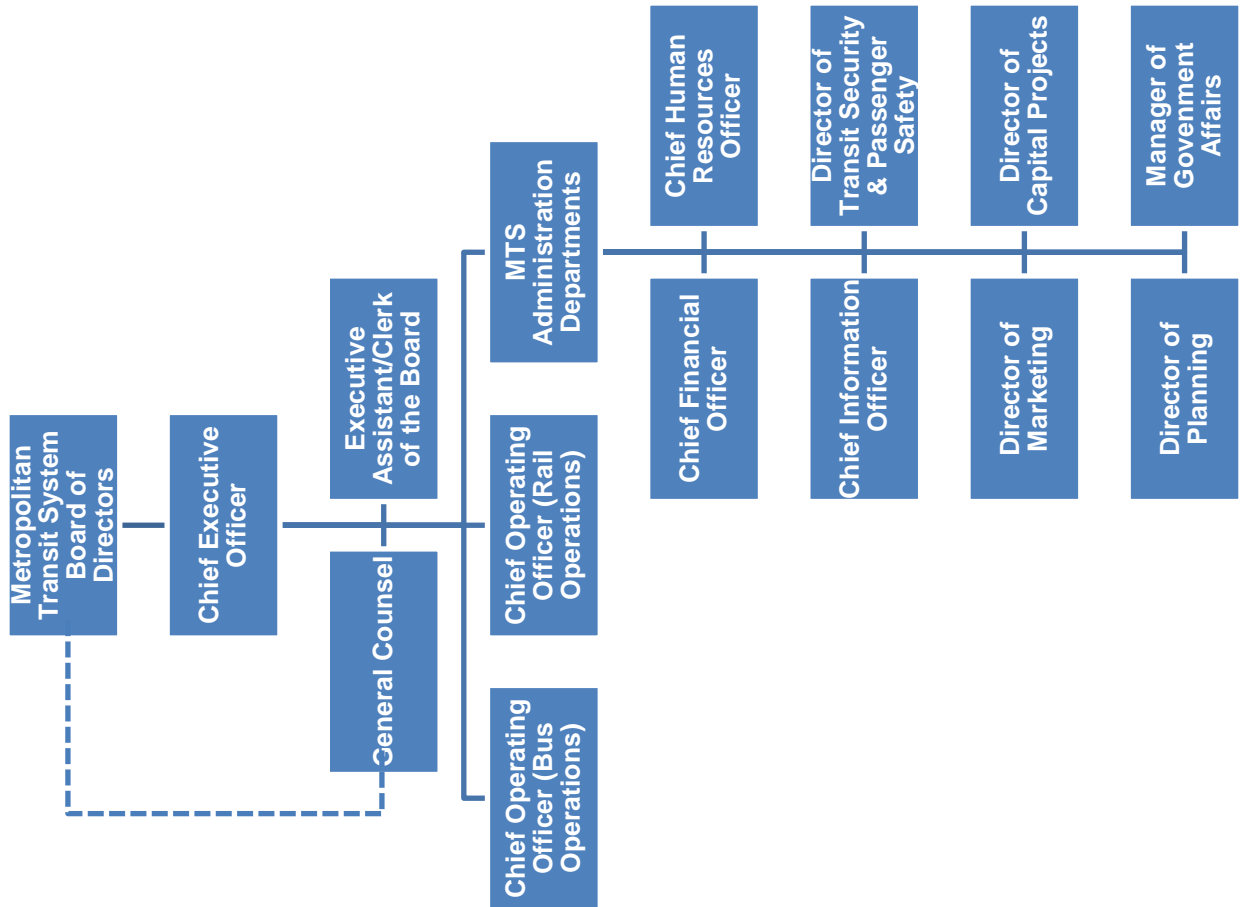 Metropolitan
Transit System
Board of
Directors
Chief Executive
Officer
General Counsel
Executive
Assistant/Clerk
of the Board
Chief Operating
Officer (Bus
Operations)
Chief Operating
Officer (Rail
Operations)
MTS
Administration
Departments
Chief Financial
Officer
Chief Human
Resources
Officer
Chief Information
Officer
Director of
Transit Security
& Passenger
Safety
Director of
Marketing
Director of
Capital Projects
Director of
Planning
Manager of
Govenment
Affairs